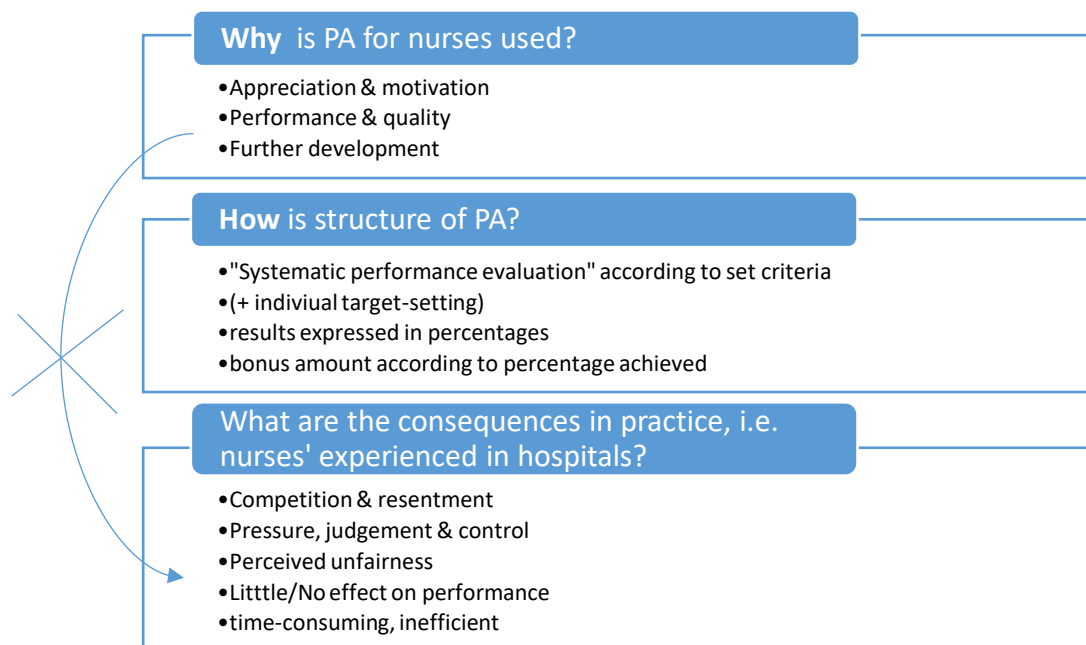 Why is PA for nurses used?
•Appreciation & motivation
•Performance & quality
•Further development
How is structure of PA?
•"Systematic performance evaluation" according to set criteria
•(+ indiviual target-setting)
•results expressed in percentages
•bonus amount according to percentage achieved
What are the consequences in practice, i.e.
nurses' experienced in hospitals?
•Competition & resentment
•Pressure, judgement & control
•Perceived unfairness
•Litttle/No effect on performance
•time-consuming, inefficient